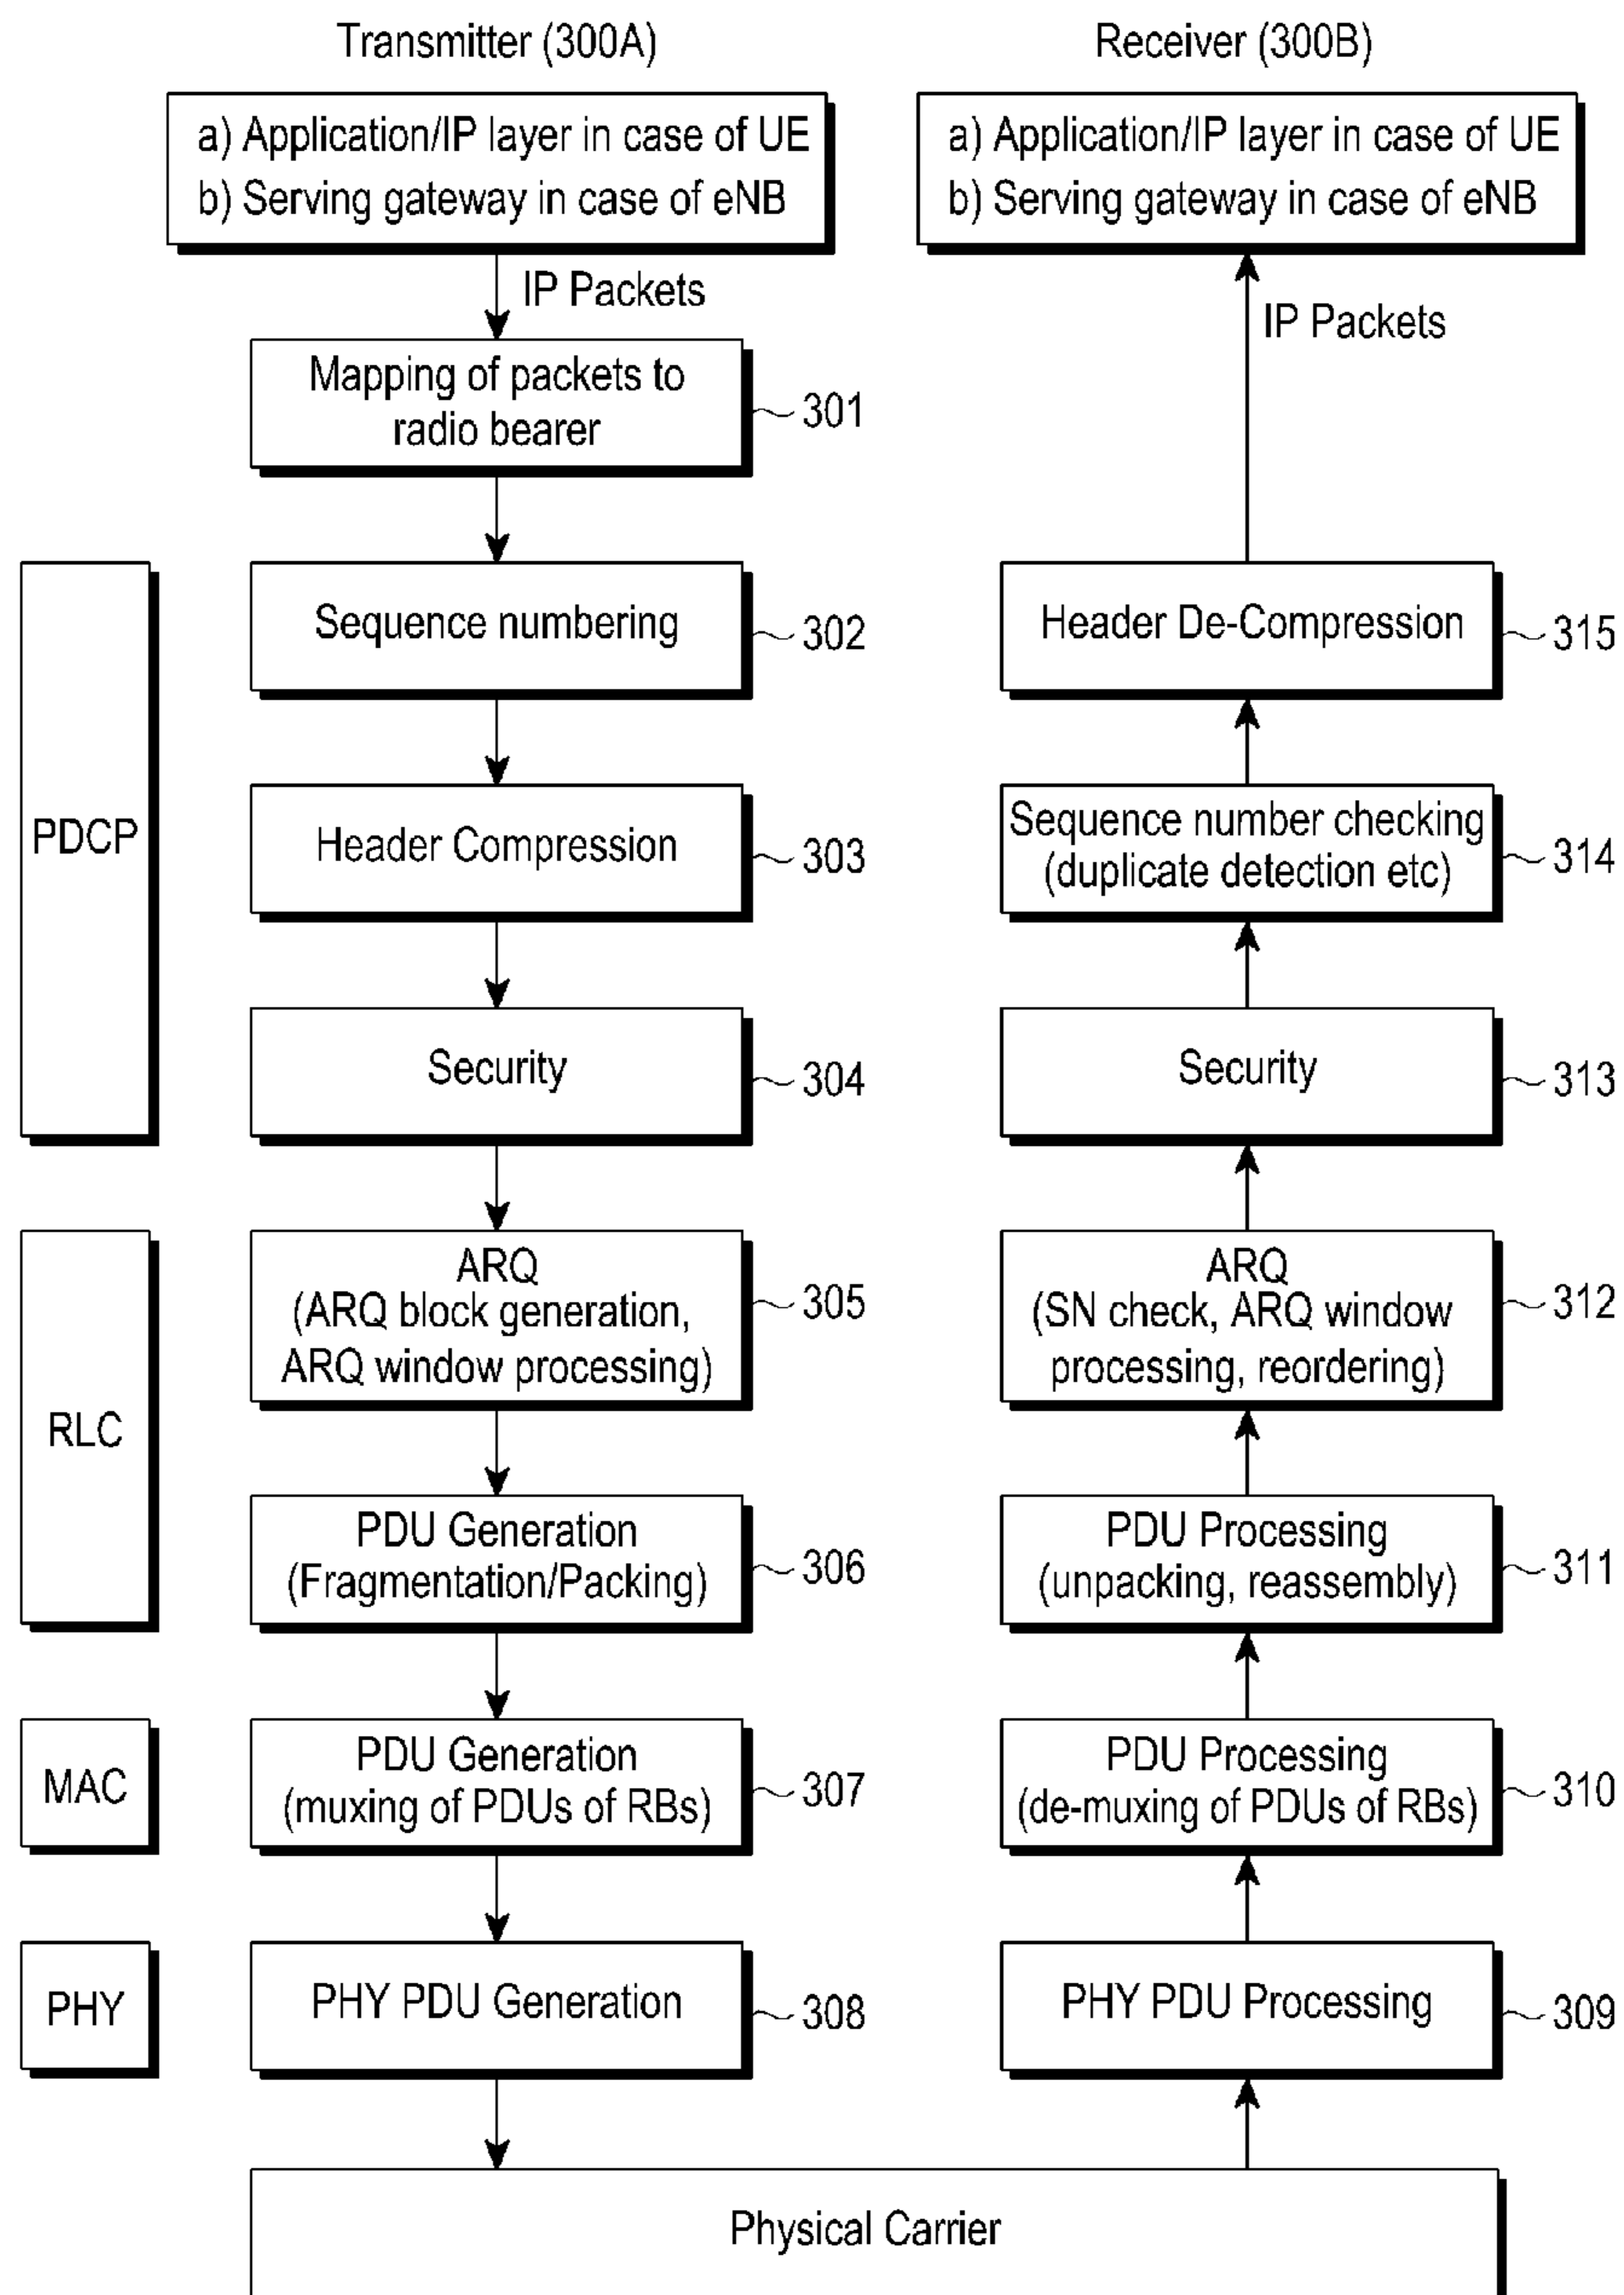 Transmitter (300A)
Receiver (300B)
a) Application/IP layer in case of UE
b) Serving gateway in case of eNB
a) Application/IP layer in case of UE
b) Serving gateway in case of eNB
IP Packets
IP Packets
Mapping of packets to
radio bearer
301
PDCP
Sequence numbering
302
Header De-Compression
315
Header Compression
303
Sequence number checking
(duplicate detection etc)
314
Security
304
Security
313
RLC
ARQ
(ARQ block generation,
ARQ window processing)
305
ARQ
(SN check, ARQ window
processing, reordering)
312
PDU Generation
(Fragmentation/Packing)
306
PDU Processing
(unpacking, reassembly)
311
MAC
PDU Generation
(muxing of PDUs of RBs)
307
PDU Processing
(de-muxing of PDUs of RBs)
310
PHY
PHY PDU Generation
308
PHY PDU Processing
309
Physical Carrier